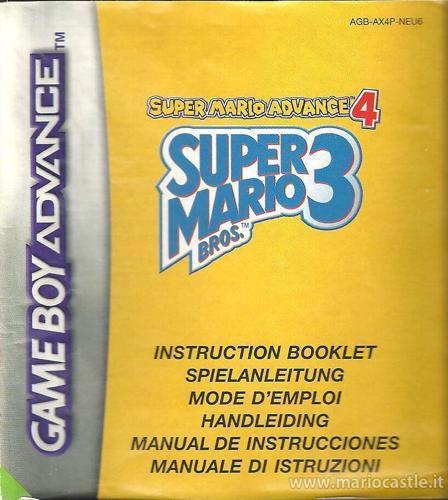 AGB-AX4P-NEU6
GAME BOY ADVANCE™
SUPER MARIO ADVANCE™ 4
SUPER
MARIO 3
BROS.™
INSTRUCTION BOOKLET
SPIELANLEITUNG
MODE D'EMPLOI
HANDLEIDING
MANUAL DE INSTRUCCIONES
MANUALE DI ISTRUZIONI
www.mariocastle.it